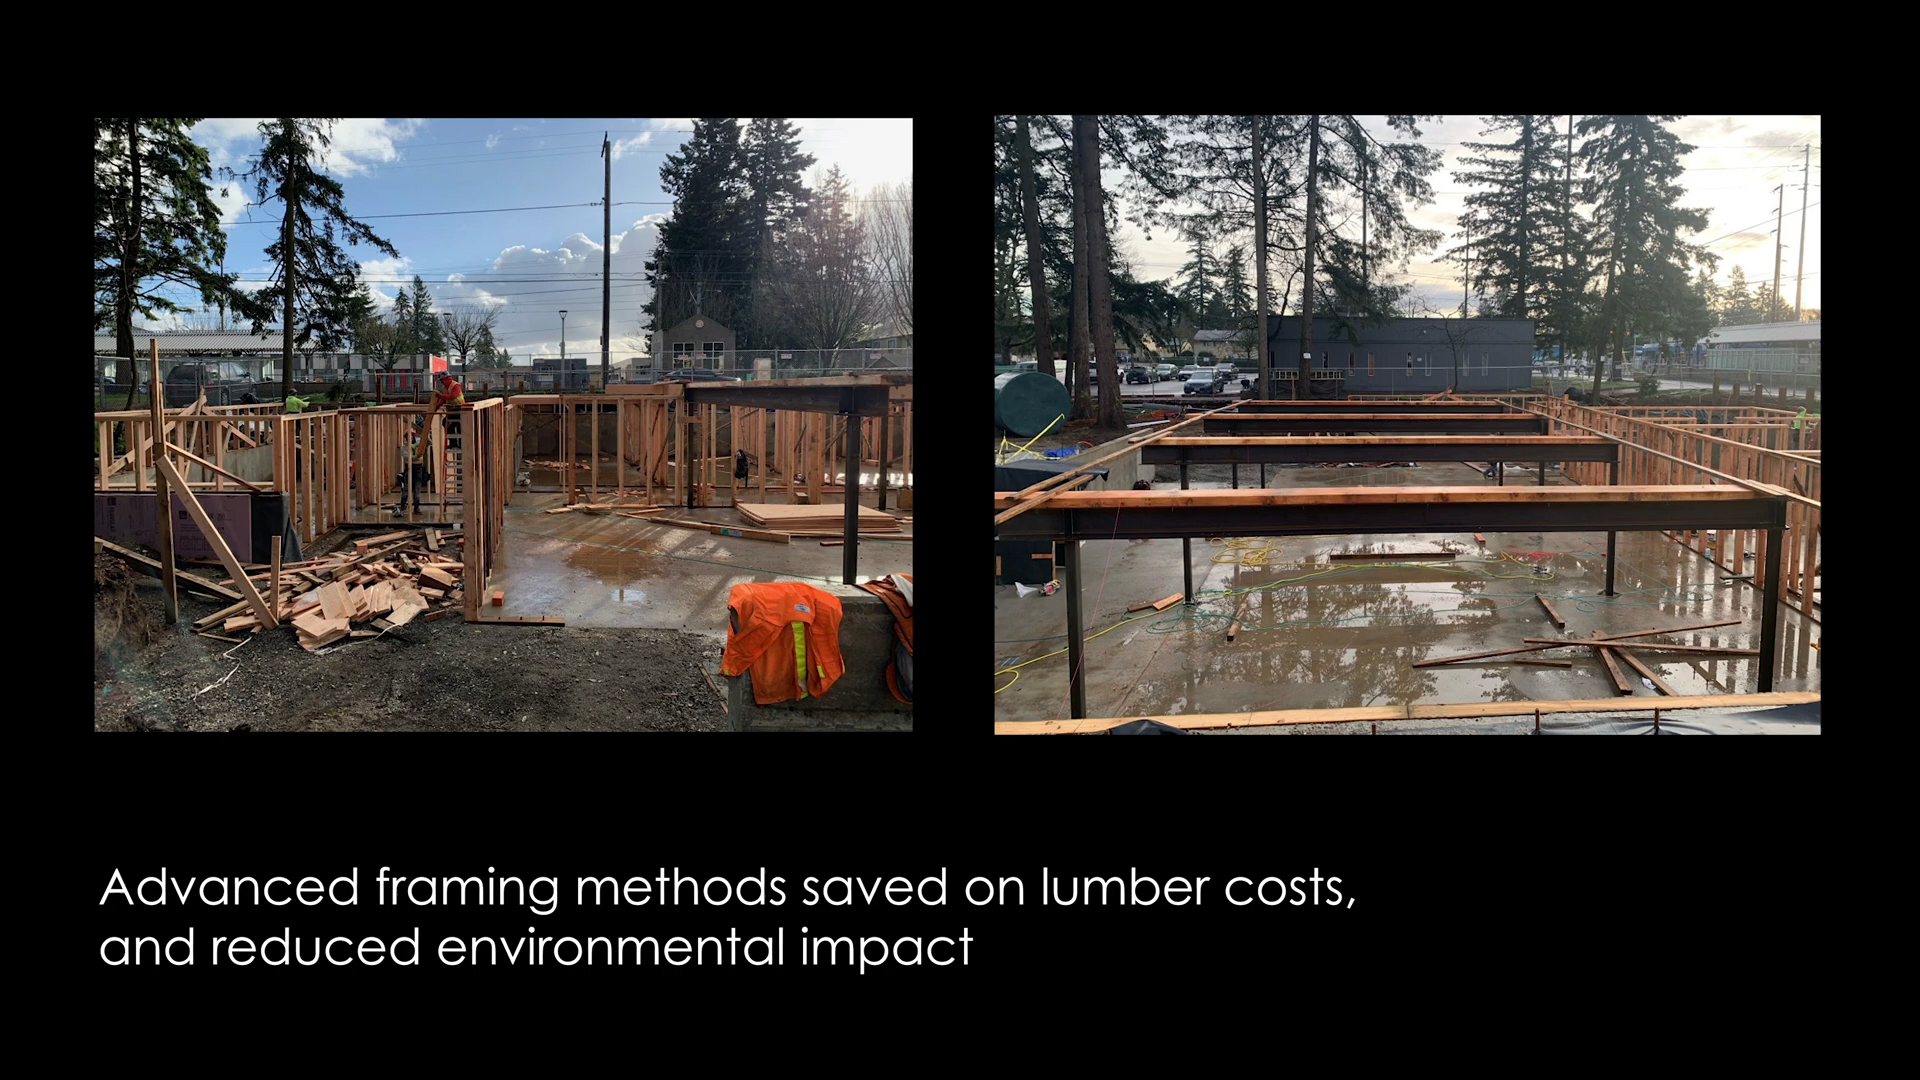 Advanced framing methods saved on lumber costs,
and reduced environmental impact